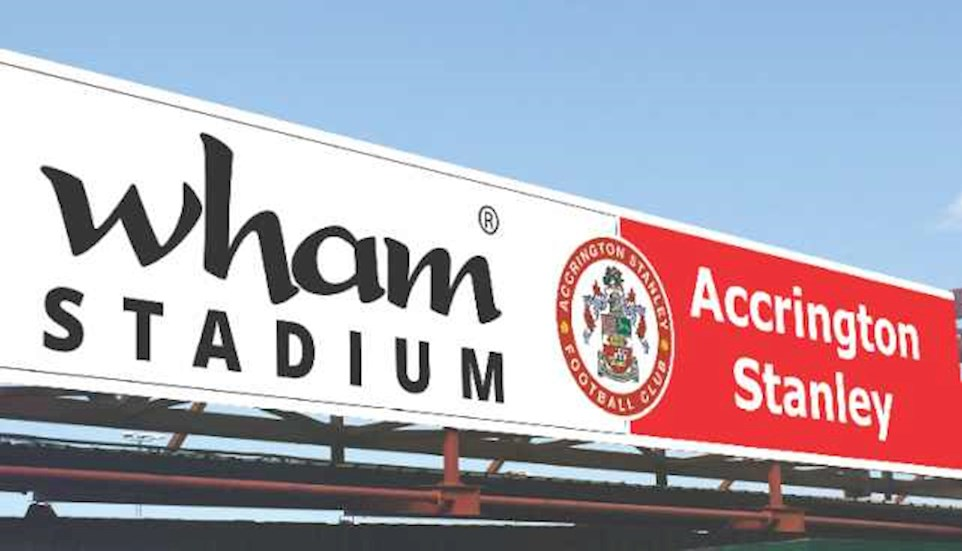 wham®
STADIUM
ACCRINGTON STANLEY
FOOTBALL CLUB
Accrington
Stanley